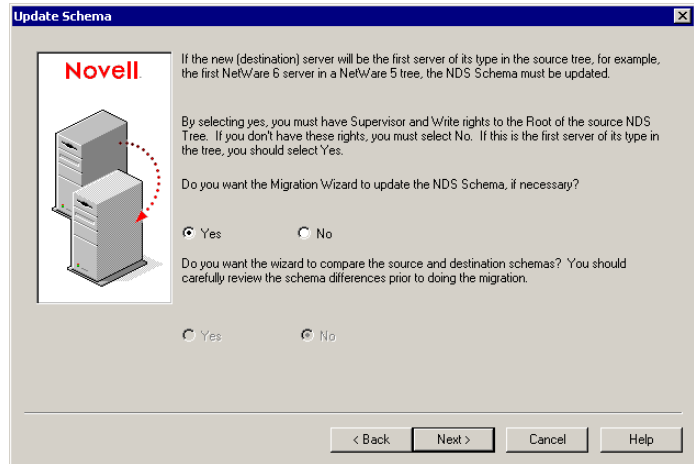 Update Schema
Novell.
If the new (destination) server will be the first server of its type in the source tree, for example,
the first NetWare 6 server in a NetWare 5 tree, the NDS Schema must be updated.
By selecting yes, you must have Supervisor and Write rights to the Root of the source NDS
Tree. If you don't have these rights, you must select No. If this is the first server of its type in
the tree, you should select Yes.
Do you want the Migration Wizard to update the NDS Schema, if necessary?
Yes No
Do you want the wizard to compare the source and destination schemas? You should
carefully review the schema differences prior to doing the migration.
Yes No
< Back Next > Cancel Help